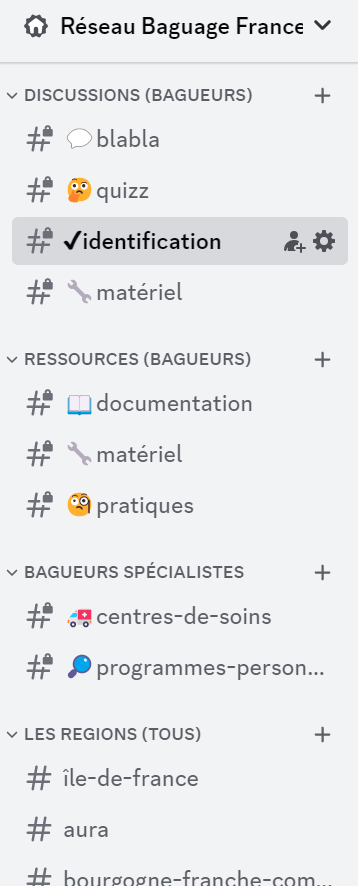 Réseau Baguage France
DISCUSSIONS (BAGUEURS)
blabla
quizz
identification
matériel
RESSOURCES (BAGUEURS)
documentation
matériel
pratiques
BAGUEURS SPÉCIALISTES
centres-de-soins
programmes-person...
LES REGIONS (TOUS)
île-de-france
aura
bourgogne-franche-com...